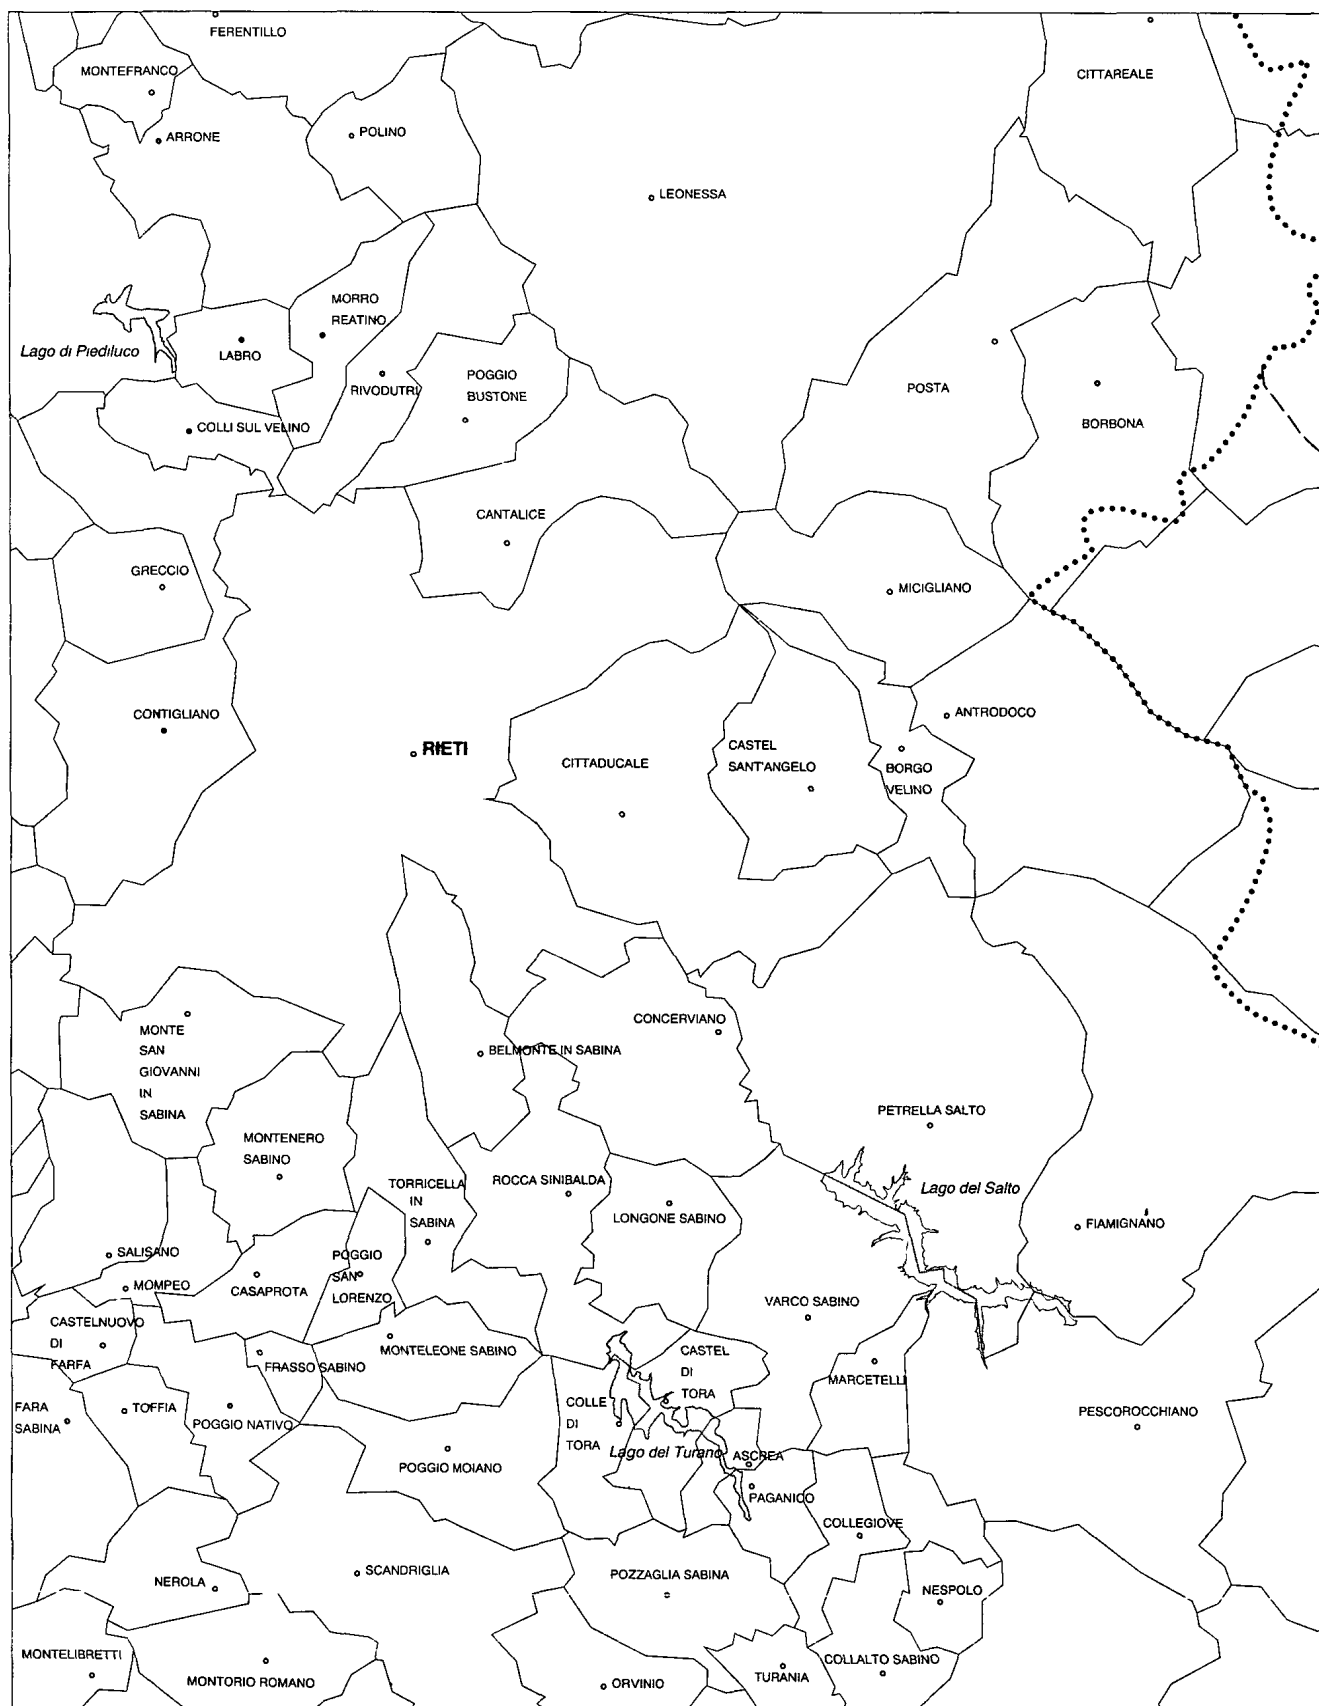 FERENTILLO
MONTEFRANCO
CITTAREALE
ARRONE
POLINO
LEONESSA
MORRO
REATINO
Lago di Piediluco
LABRO
RIVODUTRI
POGGIO
BUSTONE
POSTA
BORBONA
COLLI SUL VELINO
CANTALICE
GRECCIO
MICIGLIANO
CONTIGLIANO
ANTRODOCO
RIETI
CITTADUCALE
CASTEL
SANT'ANGELO
BORGO
VELINO
MONTE
SAN
GIOVANNI
IN
SABINA
CONCERVIANO
BELMONTE IN SABINA
PETRELLA SALTO
MONTENERO
SABINO
TORRICELLA
IN
SABINA
ROCCA SINIBALDA
LONGONE SABINO
Lago del Salto
FIAMIGNANO
SALISANO
MOMPEO
CASAPROTA
POGGIO
SAN
LORENZO
VARCO SABINO
CASTELNUOVO
DI
FARFA
FRASSO SABINO
MONTELEONE SABINO
CASTEL
DI
TORA
MARCETELLI
FARA
SABINA
TOFFIA
POGGIO NATIVO
COLLE
DI
TORA
Lago del Turano
PESCOROCCHIANO
POGGIO MOIANO
ASCREA
PAGANICO
COLLEGIOVE
NEROLA
SCANDRIGLIA
POZZAGLIA SABINA
NESPOLO
MONTELIBRETTI
MONTORIO ROMANO
ORVINIO
TURANIA
COLLALTO SABINO